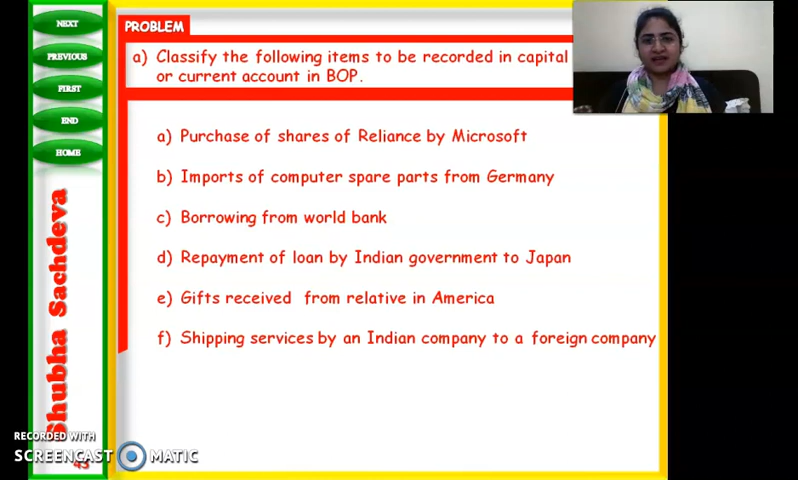 NEXT
PREVIOUS
FIRST
END
HOME
Shubha Sachdeva
PROBLEM
a) Classify the following items to be recorded in capital
or current account in BOP.
a) Purchase of shares of Reliance by Microsoft
b) Imports of computer spare parts from Germany
c) Borrowing from world bank
d) Repayment of loan by Indian government to Japan
e) Gifts received from relative in America
f) Shipping services by an Indian company to a foreign company
RECORDED WITH
SCREENCAST MATIC